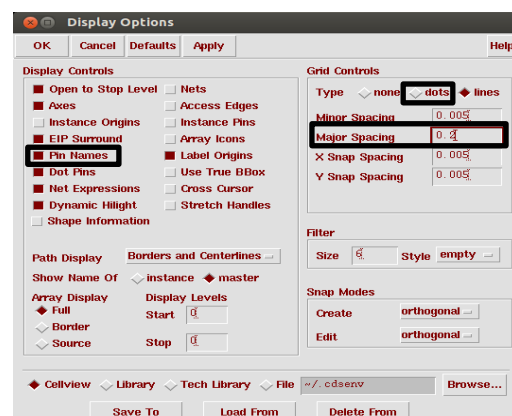 Display Options
OK Cancel Defaults Apply Help
Display Controls
Open to Stop Level Nets
Axes Access Edges
Instance Origins Instance Pins
EIP Surround Array Icons
Pin Names Label Origins
Dot Pins Use True BBox
Net Expressions Cross Cursor
Dynamic Hilight Stretch Handles
Shape Information
Path Display Borders and Centerlines
Show Name Of instance master
Array Display Display Levels
Full Start 0
Border
Source Stop 0
Grid Controls
Type none dots lines
Minor Spacing 0.005
Major Spacing 0.2
X Snap Spacing 0.005
Y Snap Spacing 0.005
Filter
Size 6 Style empty
Snap Modes
Create orthogonal
Edit orthogonal
Cellview Library Tech Library File ~/.cdsenv Browse...
Save To Load From Delete From